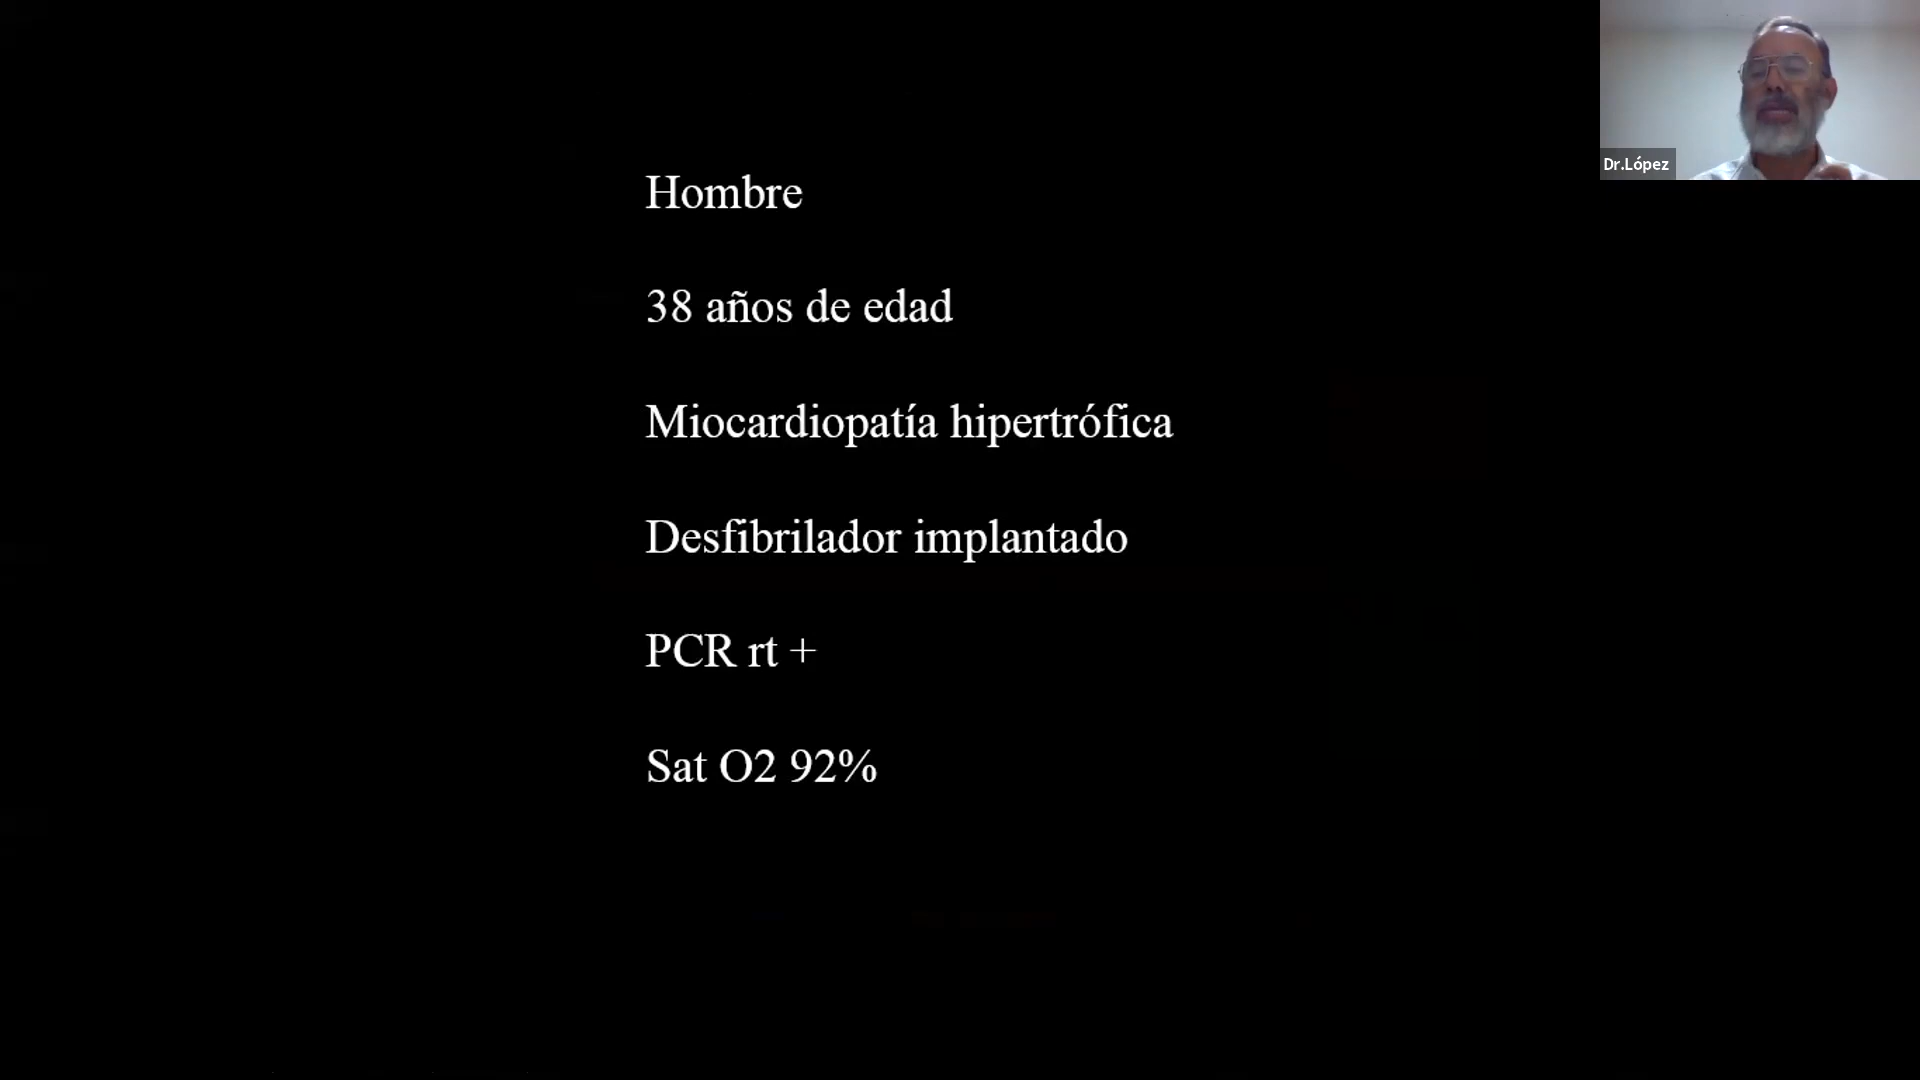 Dr.López
Hombre
38 años de edad
Miocardiopatía hipertrófica
Desfibrilador implantado
PCR rt +
Sat O2 92%